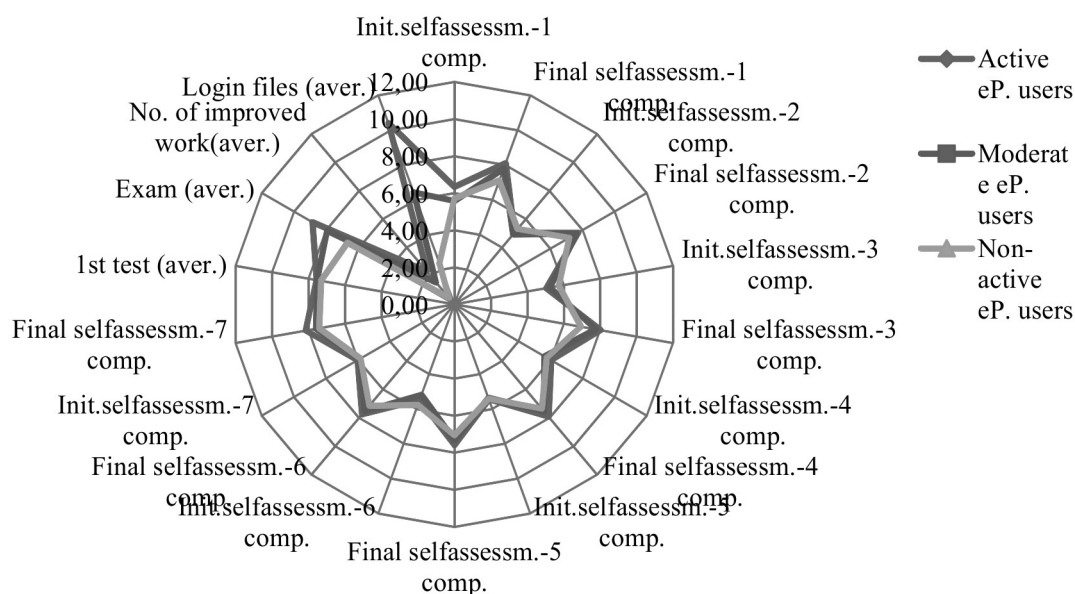 Init.selfassessm.-1
comp.
Final selfassessm.-1
comp.
Init.selfassessm.-2
comp.
Final selfassessm.-2
comp.
Init.selfassessm.-3
comp.
Final selfassessm.-3
comp.
Init.selfassessm.-4
comp.
Final selfassessm.-4
comp.
Init.selfassessm.-5
comp.
Final selfassessm.-5
comp.
Init.selfassessm.-6
comp.
Final selfassessm.-6
comp.
Init.selfassessm.-7
comp.
Final selfassessm.-7
comp.
1st test (aver.)
Exam (aver.)
No. of improved
work(aver.)
Login files (aver.)
12,00
10,00
8,00
6,00
4,00
2,00
0,00
Active
eP. users
Moderat
e eP.
users
Non-
active
eP. users